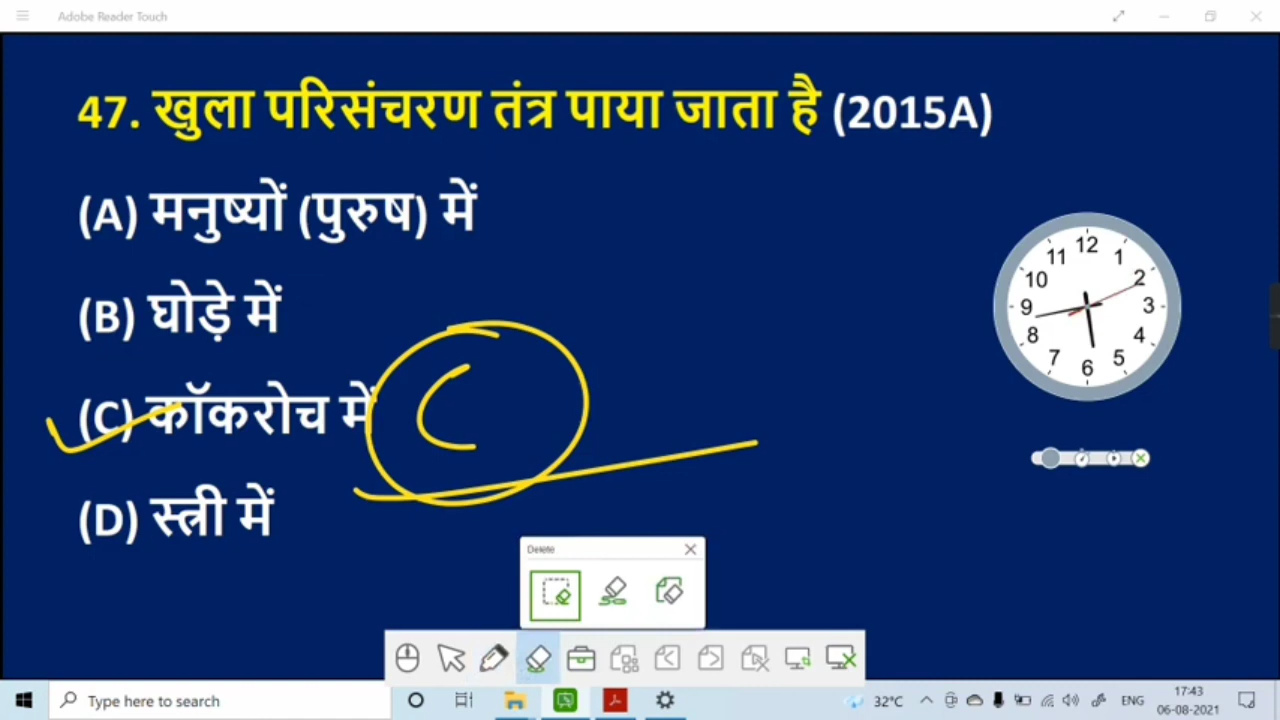 Adobe Reader Touch
47. खुला परिसंचरण तंत्र पाया जाता है (2015A)
(A) मनुष्यों (पुरुष) में
(B) घोड़े में
(C) कॉकरोच में
C
(D) स्त्री में
12
1
2
3
4
5
6
7
8
9
10
11
Delete
Type here to search
32°C
ENG
17:43
06-08-2021